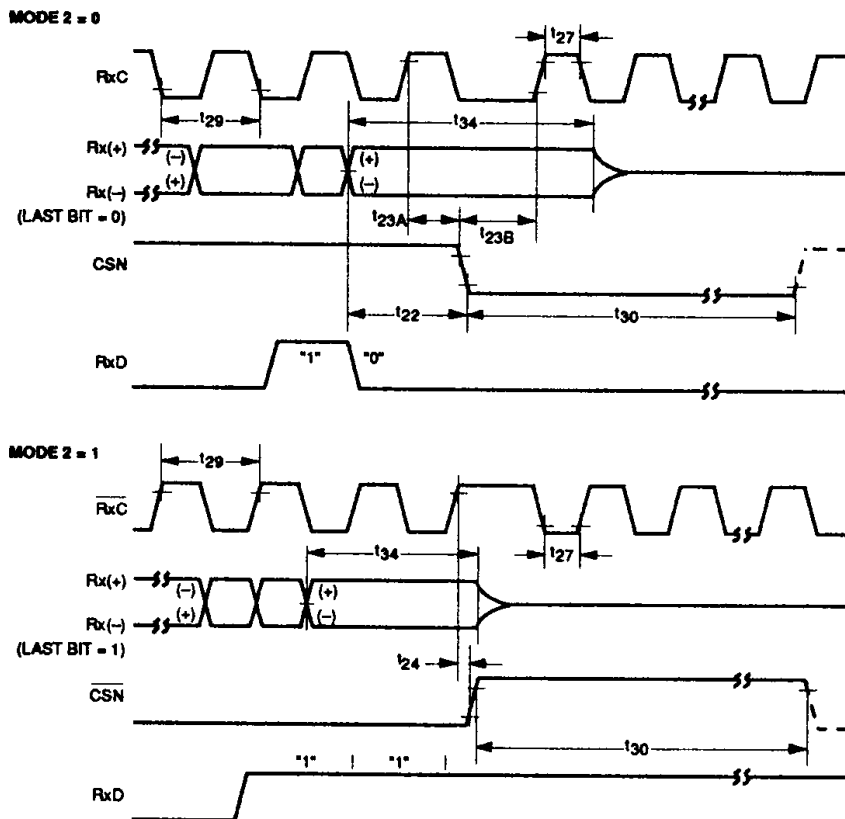 MODE 2 = 0
t27
RxC
t29
t34
Rx(+)
(–)
(+)
(+)
(–)
Rx(–)
(LAST BIT = 0)
t23A
t23B
CSN
t22
t30
RxD
"1"
"0"
MODE 2 = 1
t29
RxC
t27
t34
Rx(+)
(–)
(+)
(+)
(–)
Rx(–)
(LAST BIT = 1)
t24
CSN
t30
"1"
"1"
RxD